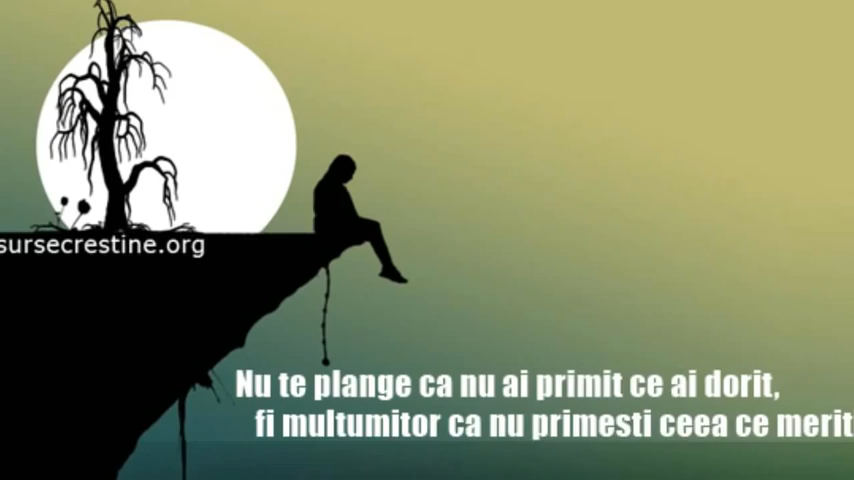 sursecrestine.org
Nu te plange ca nu ai primit ce ai dorit,
fi multumitor ca nu primesti ceea ce merit